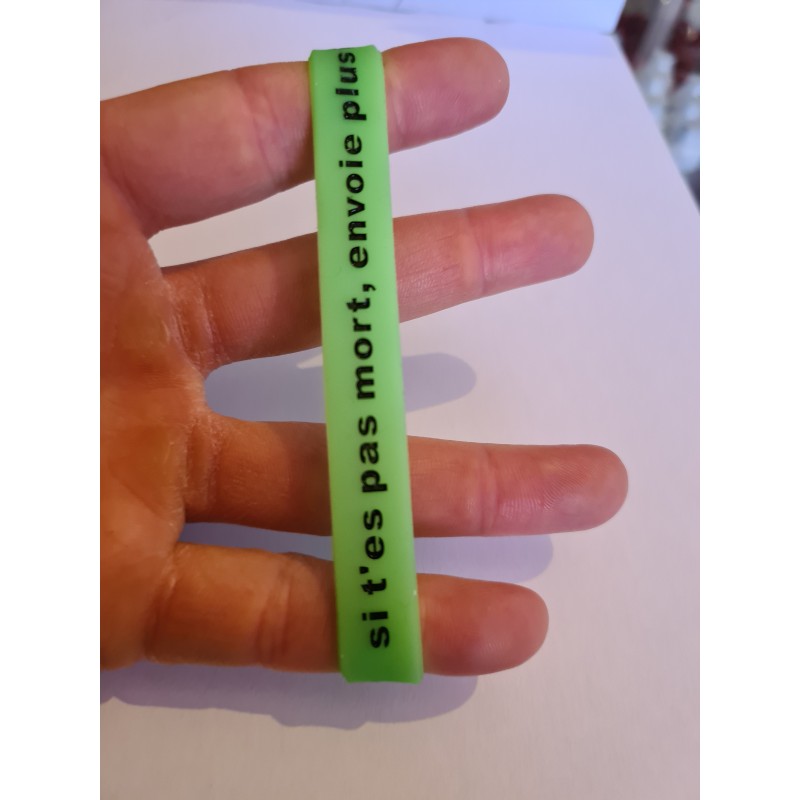 si t'es pas mort, envoie plus